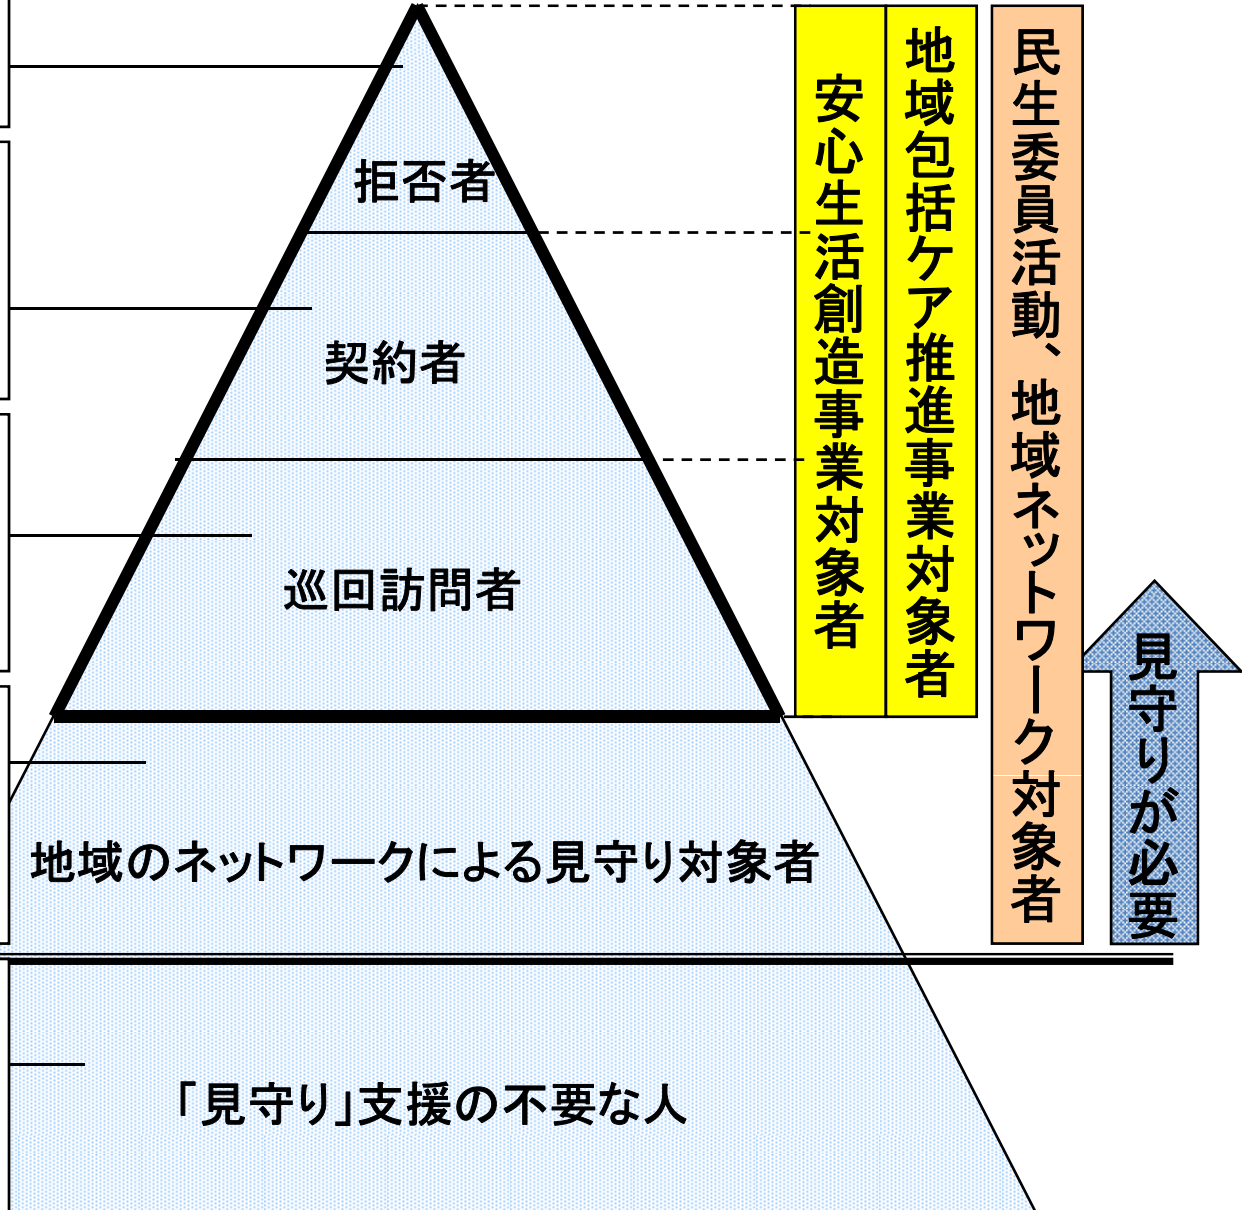 拒否者
契約者
巡回訪問者
地域のネットワークによる見守り対象者
「見守り」支援の不要な人
安心生活創造事業対象者
地域包括ケア推進事業対象者
民生委員活動、地域ネットワーク対象者
見守りが必要